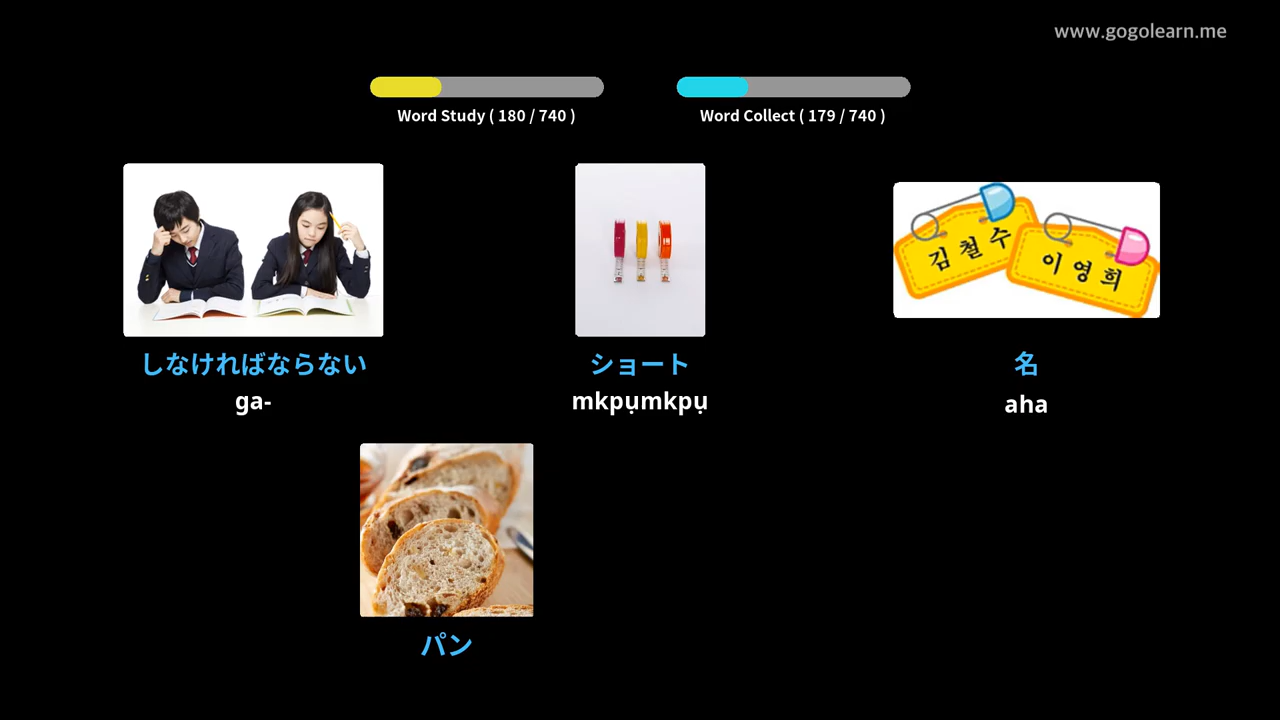 www.gogolearn.me
Word Study ( 180 / 740 )
Word Collect ( 179 / 740 )
김철수
이영희
しなければならない
ga-
ショート
mkpụmkpụ
名
aha
パン